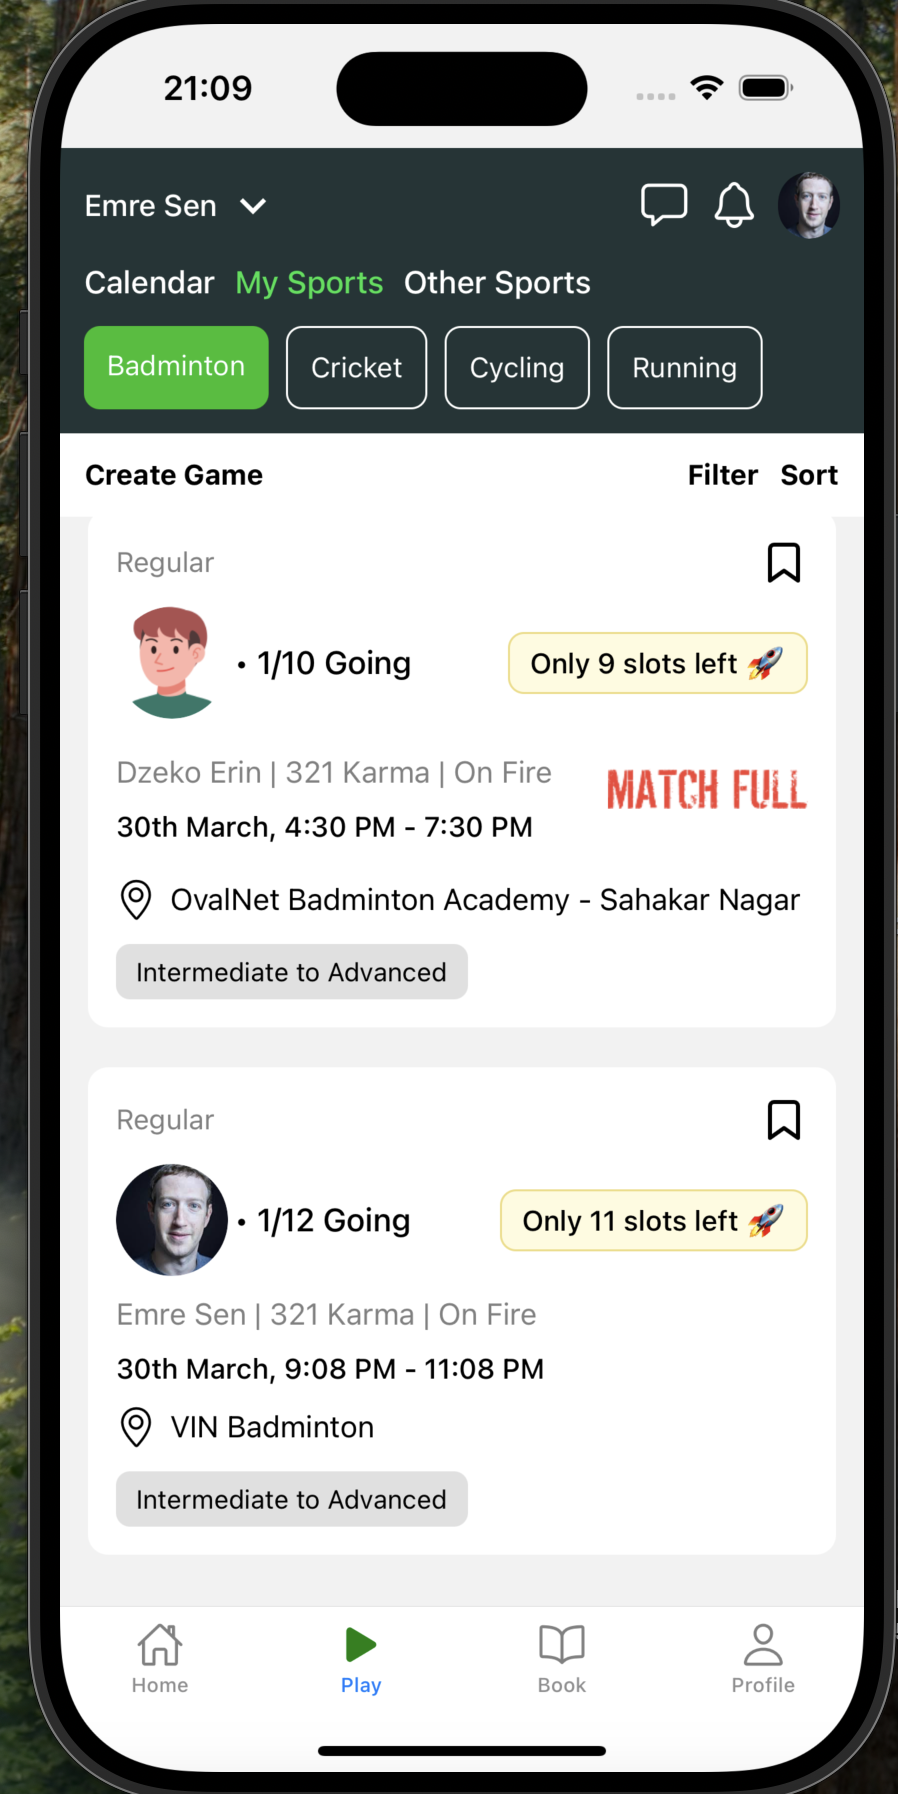 21:09
Emre Sen
Calendar My Sports Other Sports
Badminton Cricket Cycling Running
Create Game Filter Sort
Regular
• 1/10 Going Only 9 slots left 🚀
Dzeko Erin | 321 Karma | On Fire
MATCH FULL
30th March, 4:30 PM - 7:30 PM
OvalNet Badminton Academy - Sahakar Nagar
Intermediate to Advanced
Regular
• 1/12 Going Only 11 slots left 🚀
Emre Sen | 321 Karma | On Fire
30th March, 9:08 PM - 11:08 PM
VIN Badminton
Intermediate to Advanced
Home Play Book Profile